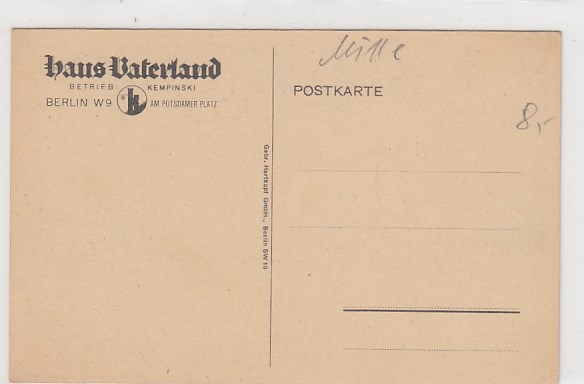 Haus Vaterland
BETRIEB: KEMPINSKI
BERLIN W9 AM POTSDAMER PLATZ
Mitte
POSTKARTE
8,-
Gebr. Hartkopf GmbH., Berlin SW 19